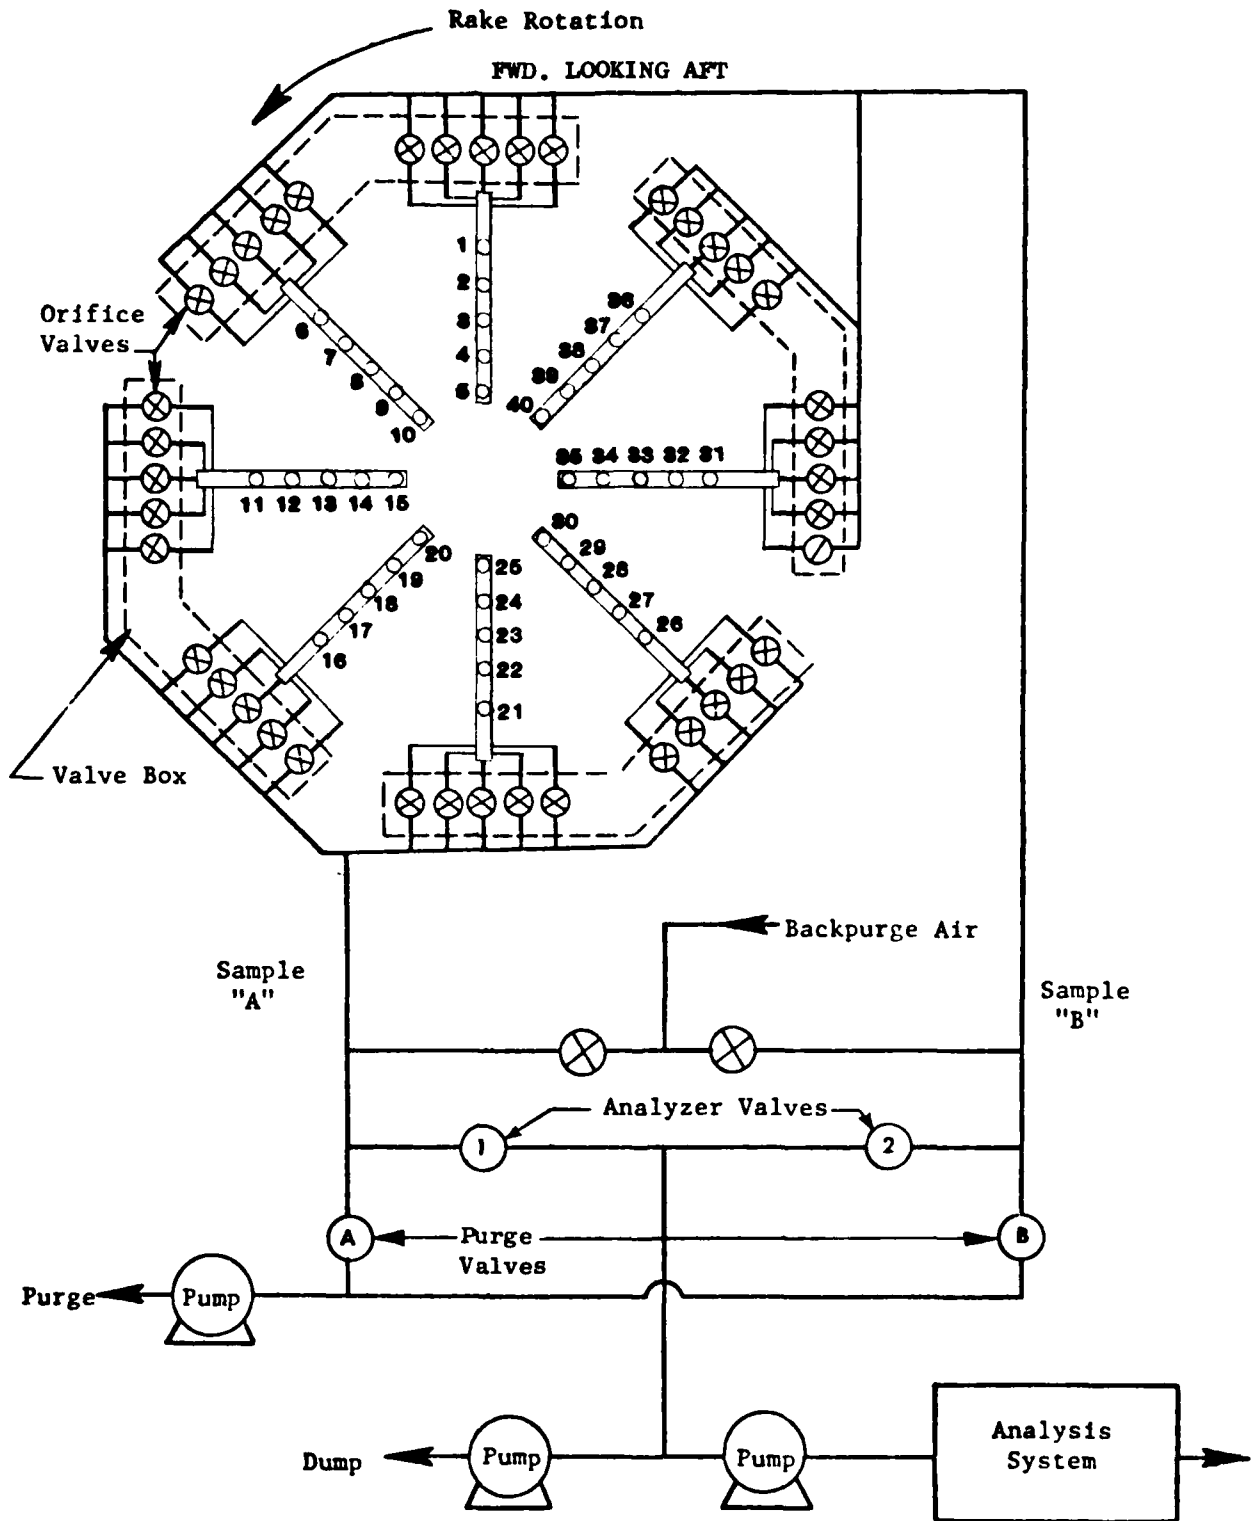 Rake Rotation
FWD. LOOKING AFT
Orifice
Valves
1
2
3
4
5
6
7
8
9
10
36
37
38
39
40
35 34 33 32 31
11 12 13 14 15
20
19
18
17
16
25
24
23
22
21
30
29
28
27
26
Valve Box
Backpurge Air
Sample
"A"
Sample
"B"
Analyzer Valves
1
2
A
Purge
Valves
B
Purge
Pump
Dump
Pump
Pump
Analysis
System